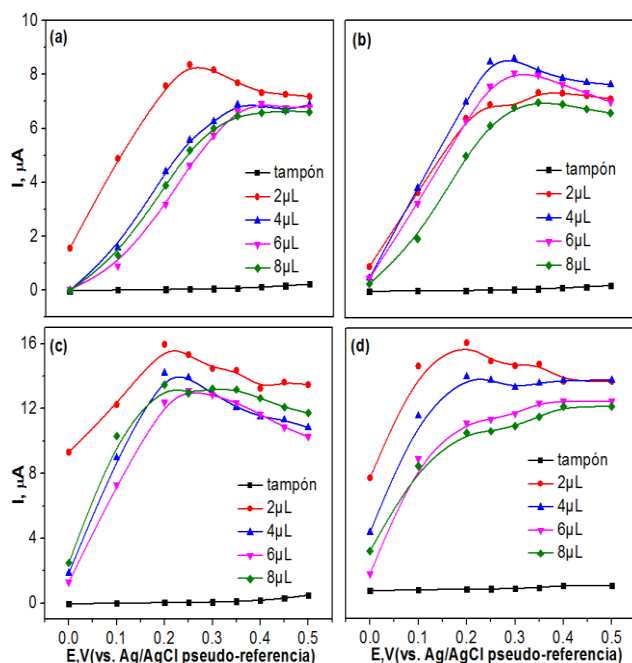 (a)
10
8
6
4
2
0
I, µA
tampón
2µL
4µL
6µL
8µL
(b)
tampón
2µL
4µL
6µL
8µL
(c)
16
12
8
4
0
I, µA
tampón
2µL
4µL
6µL
8µL
0.0 0.1 0.2 0.3 0.4 0.5
E,V(vs. Ag/AgCl pseudo-referencia)
(d)
tampón
2µL
4µL
6µL
8µL
0.0 0.1 0.2 0.3 0.4 0.5
E,V(vs. Ag/AgCl pseudo-referencia)